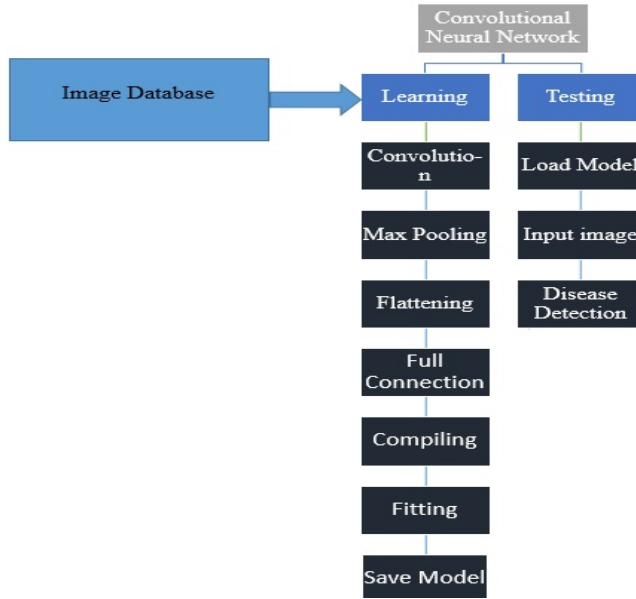 Convolutional
Neural Network
Image Database
Learning
Testing
Convolutio-
n
Load Model
Max Pooling
Input image
Flattening
Disease
Detection
Full
Connection
Compiling
Fitting
Save Model